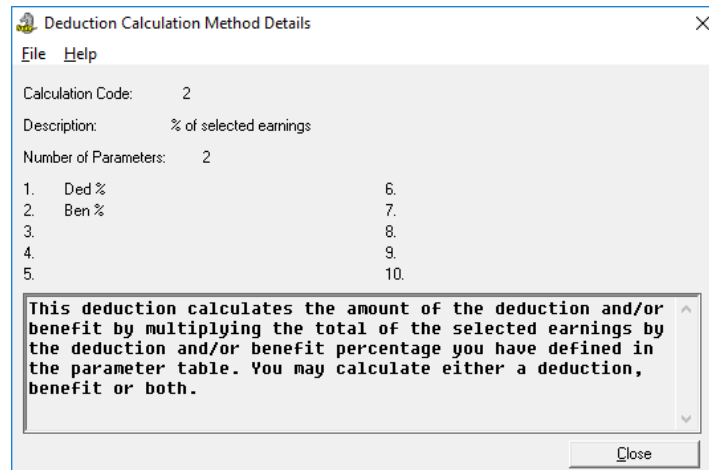 Deduction Calculation Method Details
File Help
Calculation Code: 2
Description: % of selected earnings
Number of Parameters: 2
1. Ded % 6.
2. Ben % 7.
3. 8.
4. 9.
5. 10.
This deduction calculates the amount of the deduction and/or
benefit by multiplying the total of the selected earnings by
the deduction and/or benefit percentage you have defined in
the parameter table. You may calculate either a deduction,
benefit or both.
Close